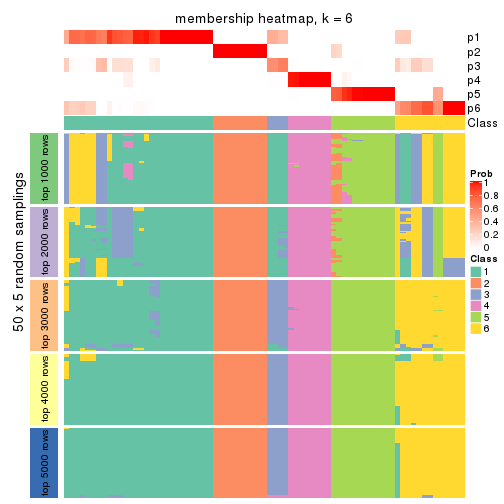 membership heatmap, k = 6
p1
p2
p3
p4
p5
p6
Class
50 x 5 random samplings
top 1000 rows
top 2000 rows
top 3000 rows
top 4000 rows
top 5000 rows
Prob
1
0.8
0.6
0.4
0.2
0
Class
1
2
3
4
5
6